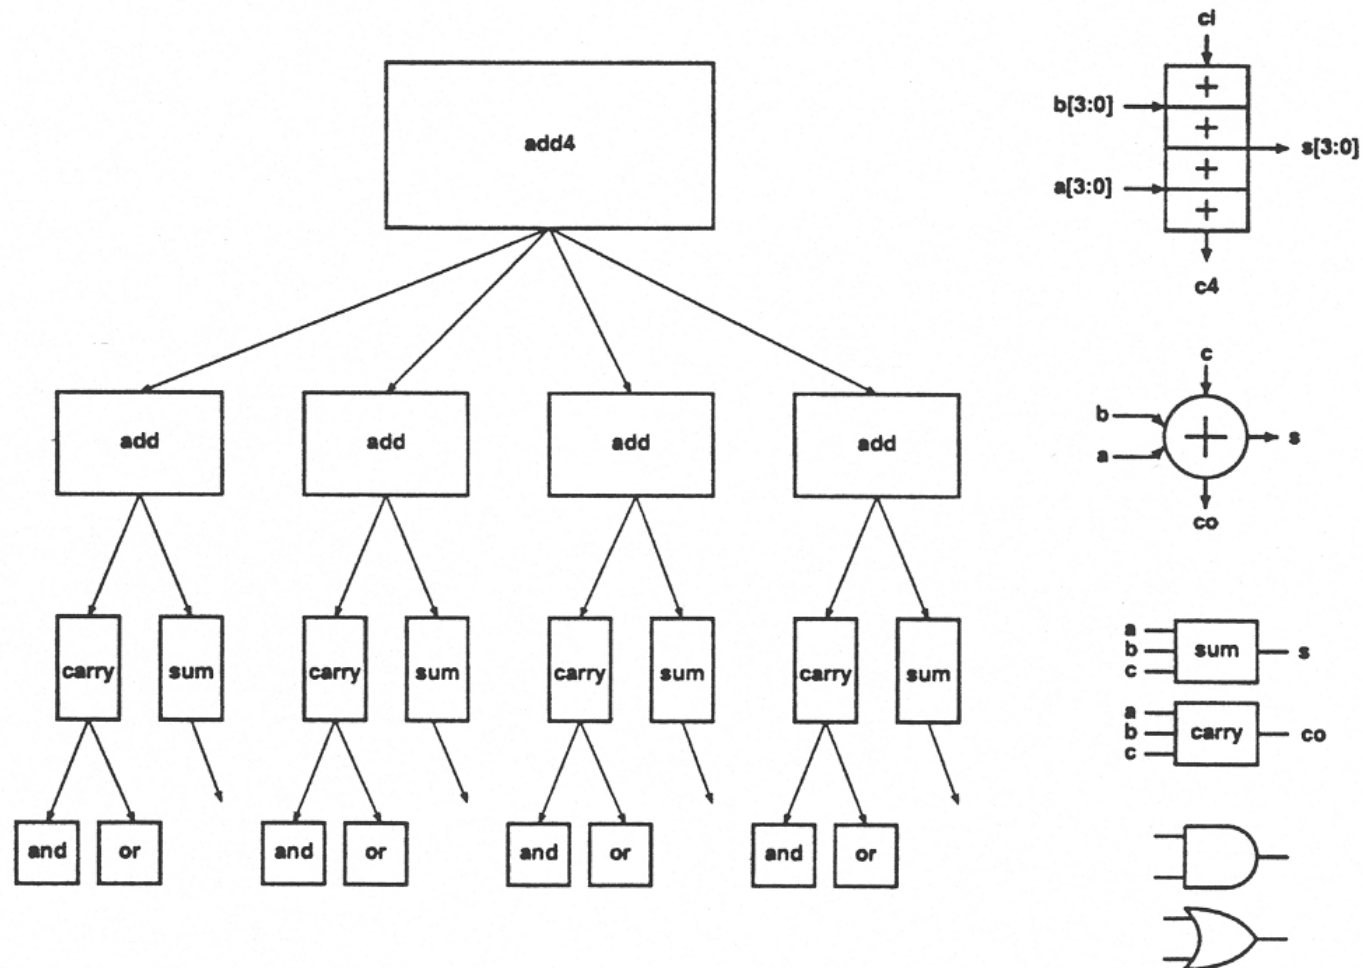 add4
add
add
add
add
carry
sum
carry
sum
carry
sum
carry
sum
and
or
and
or
and
or
and
or
ci
+
b[3:0]
+
s[3:0]
+
a[3:0]
+
c4
c
b
+
s
a
co
a
b
sum
s
c
a
b
carry
co
c